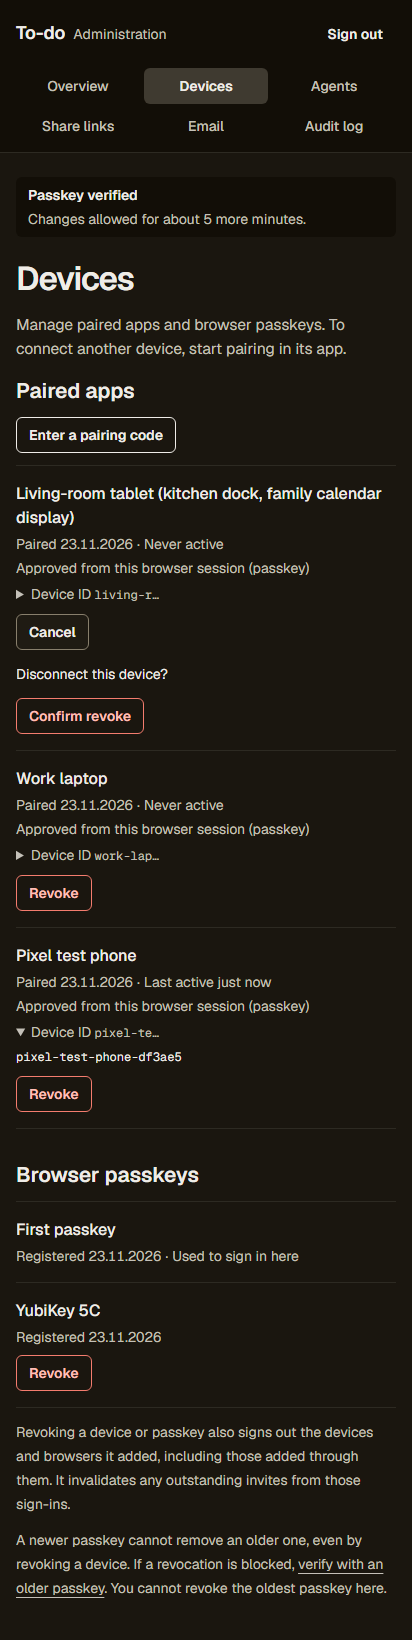 To-do Administration
Sign out
Overview
Devices
Agents
Share links
Email
Audit log
Passkey verified
Changes allowed for about 5 more minutes.
Devices
Manage paired apps and browser passkeys. To
connect another device, start pairing in its app.
Paired apps
Enter a pairing code
Living-room tablet (kitchen dock, family calendar
display)
Paired 23.11.2026 · Never active
Approved from this browser session (passkey)
Device ID living-r…
Cancel
Disconnect this device?
Confirm revoke
Work laptop
Paired 23.11.2026 · Never active
Approved from this browser session (passkey)
Device ID work-lap…
Revoke
Pixel test phone
Paired 23.11.2026 · Last active just now
Approved from this browser session (passkey)
Device ID pixel-te…
pixel-test-phone-df3ae5
Revoke
Browser passkeys
First passkey
Registered 23.11.2026 · Used to sign in here
YubiKey 5C
Registered 23.11.2026
Revoke
Revoking a device or passkey also signs out the devices
and browsers it added, including those added through
them. It invalidates any outstanding invites from those
sign-ins.
A newer passkey cannot remove an older one, even by
revoking a device. If a revocation is blocked, verify with an
older passkey. You cannot revoke the oldest passkey here.